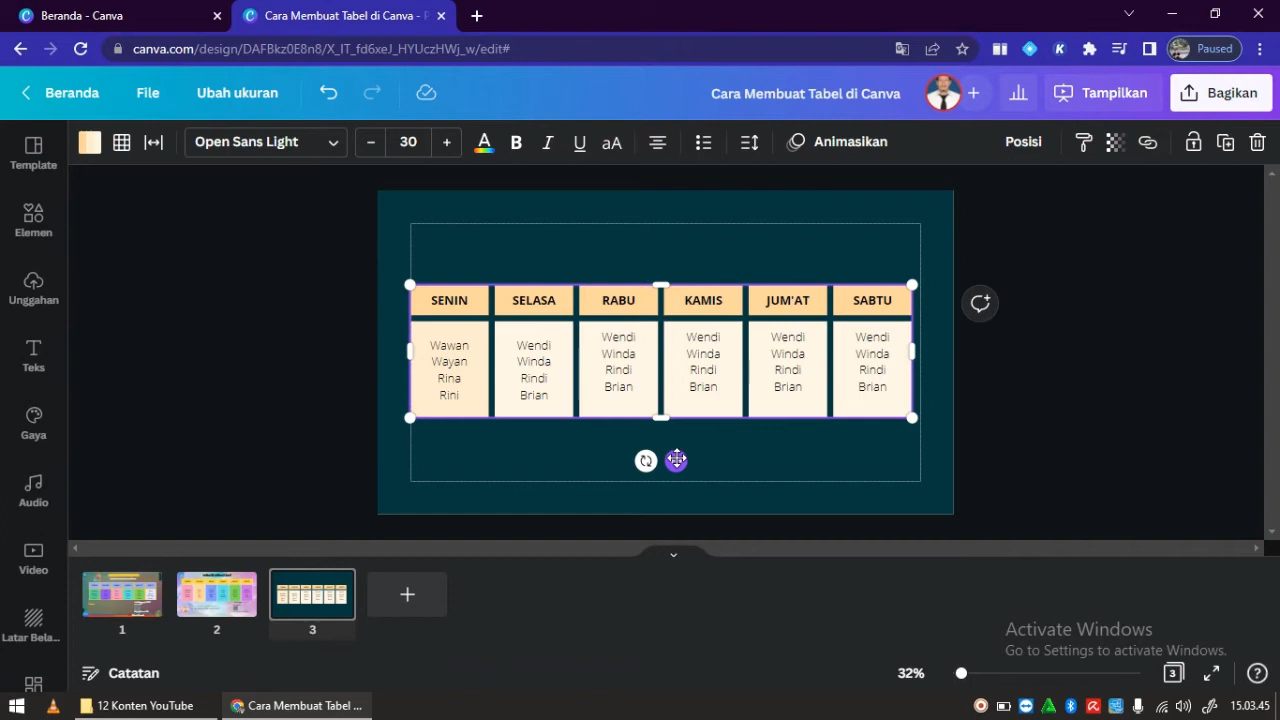 Beranda - Canva
Cara Membuat Tabel di Canva - P
canva.com/design/DAFBkz0E8n8/X_IT_fd6xeJ_HYUczHWj_w/edit#
Paused
Beranda
File
Ubah ukuran
Cara Membuat Tabel di Canva
Tampilkan
Bagikan
Open Sans Light
30
A
B
I
U
aA
Animasikan
Posisi
Template
Elemen
Unggahan
Teks
Gaya
Audio
Video
Latar Bela...
SENIN SELASA RABU KAMIS JUM'AT SABTU
Wawan Wendi Wendi Wendi Wendi Wendi
Wayan Winda Winda Winda Winda Winda
Rina Rindi Rindi Rindi Rindi Rindi
Rini Brian Brian Brian Brian Brian
1
2
3
Activate Windows
Go to Settings to activate Windows.
Catatan
32%
3
12 Konten YouTube
Cara Membuat Tabel ...
15.03.45